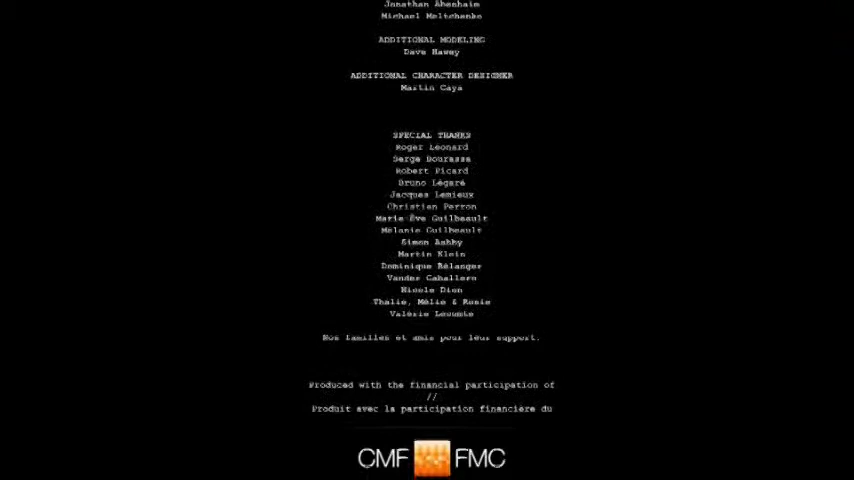 Jonathan Abenhaim
Michael Meltchenko
ADDITIONAL MODELING
Dave Hawey
ADDITIONAL CHARACTER DESIGNER
Martin Caya
SPECIAL THANKS
Roger Léonard
Serge Bourassa
Robert Picard
Bruno Légaré
Jacques Lemieux
Christian Perron
Marie Ève Guilbeault
Mélanie Guilbeault
Simon Ashby
Martin Klein
Dominique Bélanger
Vander Caballero
Nicole Dion
Thalie, Mélie & Rosie
Valérie Lecomte
Nos familles et amis pour leur support.
Produced with the financial participation of
//
Produit avec la participation financière du
CMF FMC